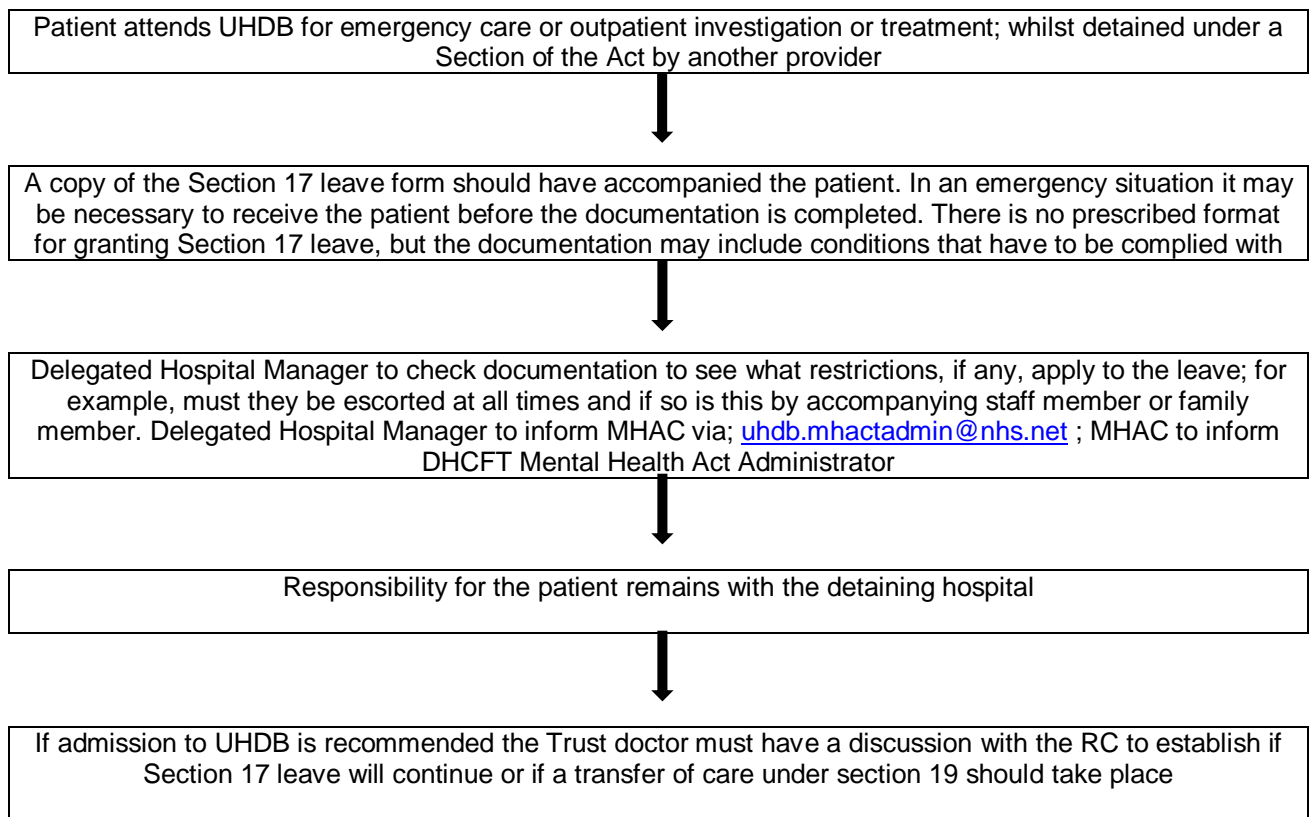 Patient attends UHDB for emergency care or outpatient investigation or treatment; whilst detained under a
Section of the Act by another provider
A copy of the Section 17 leave form should have accompanied the patient. In an emergency situation it may
be necessary to receive the patient before the documentation is completed. There is no prescribed format
for granting Section 17 leave, but the documentation may include conditions that have to be complied with
Delegated Hospital Manager to check documentation to see what restrictions, if any, apply to the leave; for
example, must they be escorted at all times and if so is this by accompanying staff member or family
member. Delegated Hospital Manager to inform MHAC via; uhdb.mhactadmin@nhs.net ; MHAC to inform
DHCFT Mental Health Act Administrator
Responsibility for the patient remains with the detaining hospital
If admission to UHDB is recommended the Trust doctor must have a discussion with the RC to establish if
Section 17 leave will continue or if a transfer of care under section 19 should take place